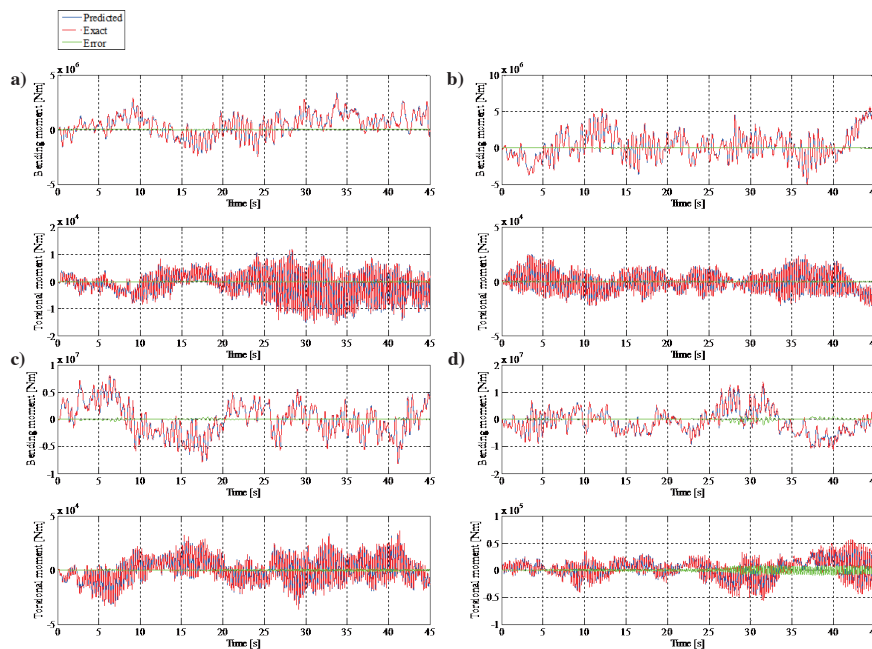 Predicted
Exact
Error
a)
x 10^6
Bending moment [Nm]
5
0
-5
0 5 10 15 20 25 30 35 40 45
Time [s]
x 10^4
Torsional moment [Nm]
2
1
0
-1
-2
0 5 10 15 20 25 30 35 40 45
Time [s]
b)
x 10^6
Bending moment [Nm]
10
5
0
-5
0 5 10 15 20 25 30 35 40 45
Time [s]
x 10^4
Torsional moment [Nm]
5
0
-5
0 5 10 15 20 25 30 35 40 45
Time [s]
c)
x 10^7
Bending moment [Nm]
1
0.5
0
-0.5
-1
0 5 10 15 20 25 30 35 40 45
Time [s]
x 10^4
Torsional moment [Nm]
5
0
-5
0 5 10 15 20 25 30 35 40 45
Time [s]
d)
x 10^7
Bending moment [Nm]
2
1
0
-1
-2
0 5 10 15 20 25 30 35 40 45
Time [s]
x 10^5
Torsional moment [Nm]
1
0.5
0
-0.5
-1
0 5 10 15 20 25 30 35 40 45
Time [s]